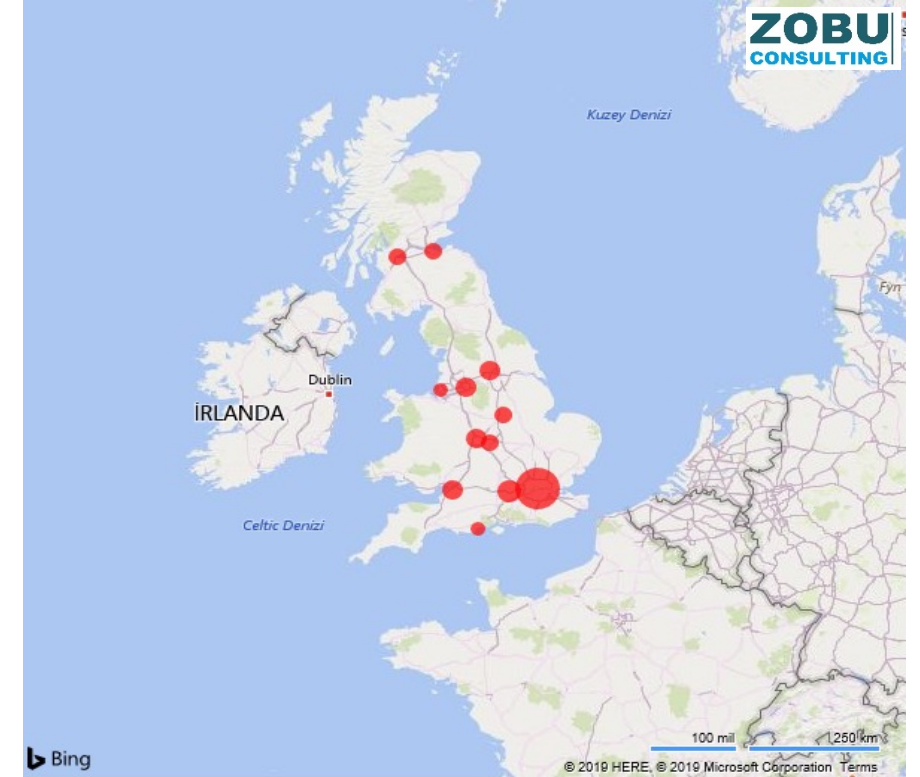 ZOBU
CONSULTING
Kuzey Denizi
Fyn
Dublin
İRLANDA
Celtic Denizi
100 mil
250 km
Bing
© 2019 HERE, © 2019 Microsoft Corporation Terms